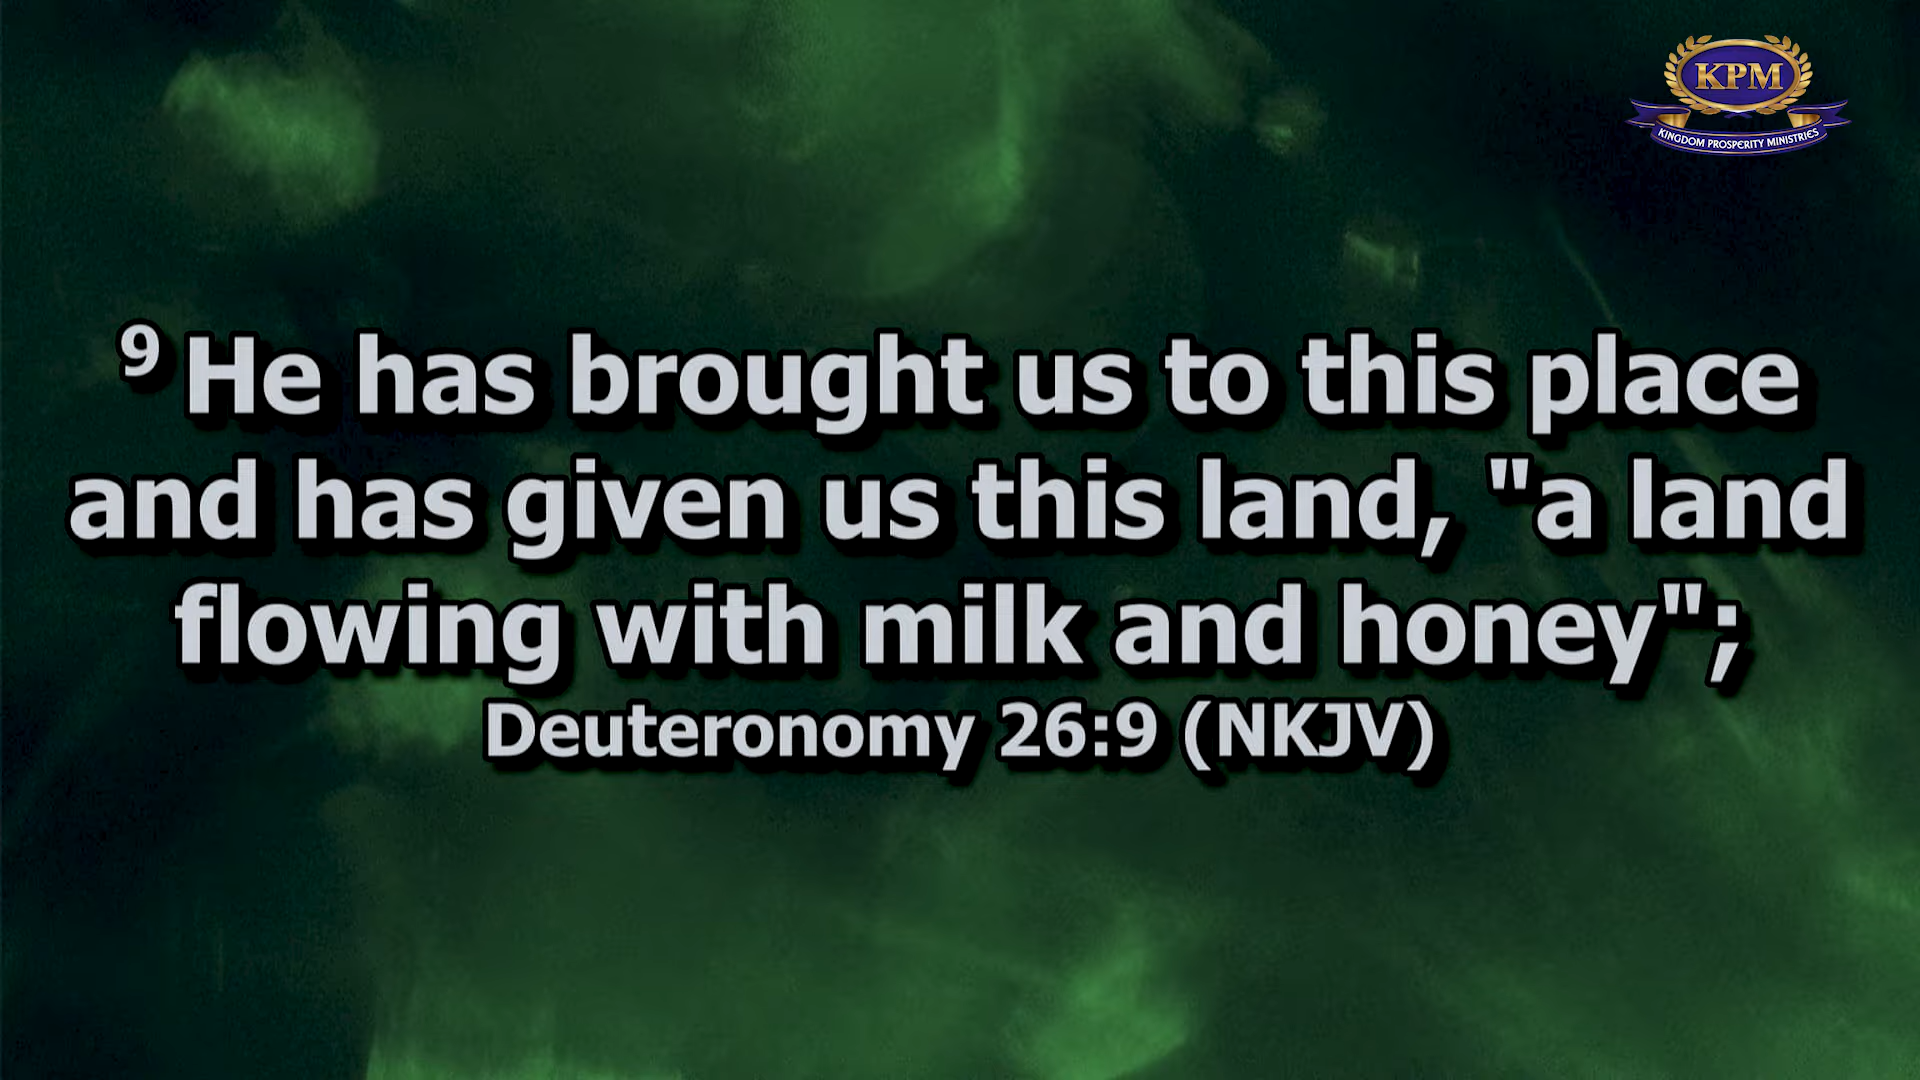 KPM
KINGDOM PROSPERITY MINISTRIES
9 He has brought us to this place
and has given us this land, "a land
flowing with milk and honey";
Deuteronomy 26:9 (NKJV)